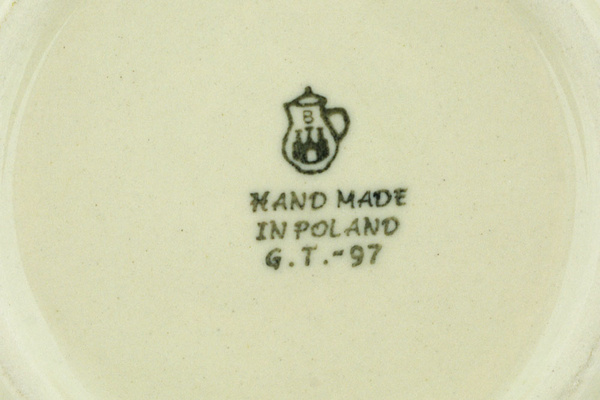 B
HAND MADE
IN POLAND
G.T.-97